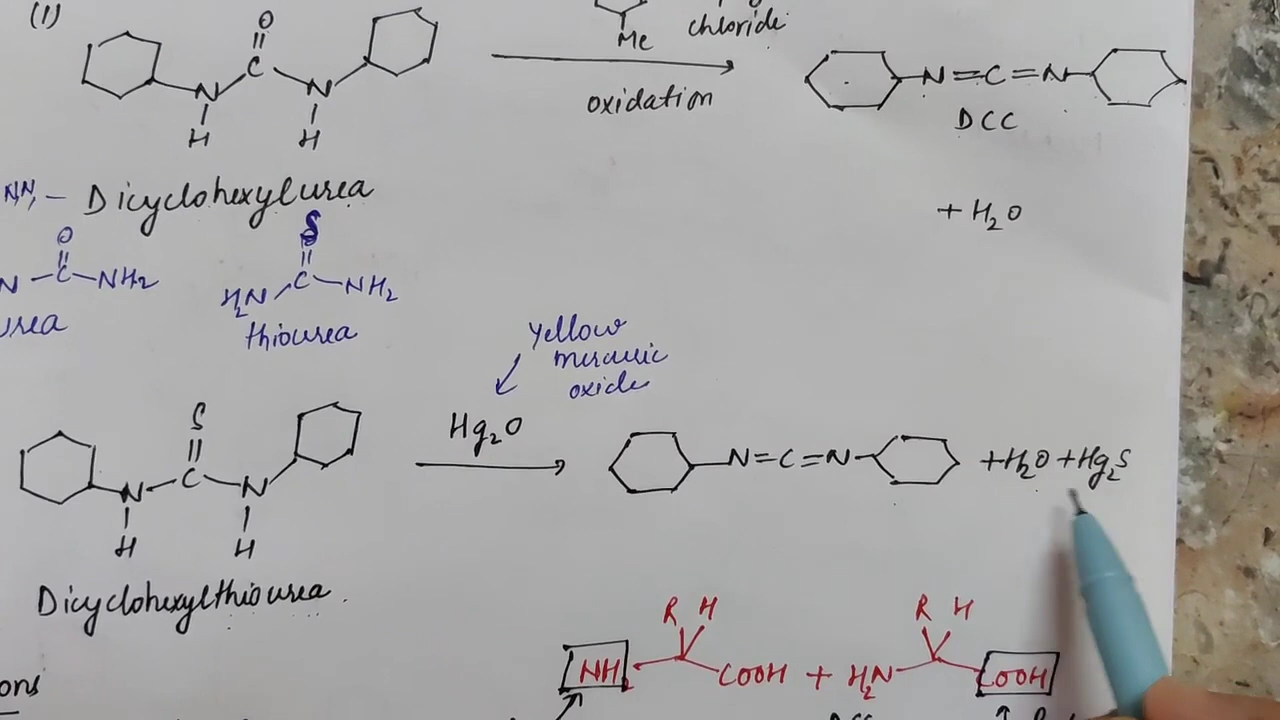 (1)
O
||
C
N N
H H
Me
chloride
oxidation
N=C=N
DCC
+ H2O
N,N, - Dicyclohexylurea
O
||
N-C-NH2
urea
S
||
H2N-C-NH2
thiourea
Yellow
mercuric
oxide
S
||
C
N N
H H
Hg2O
N=C=N +H2O+Hg2S
Dicyclohexylthiourea.
R H
NH2 COOH +
R H
H2N COOH
ons